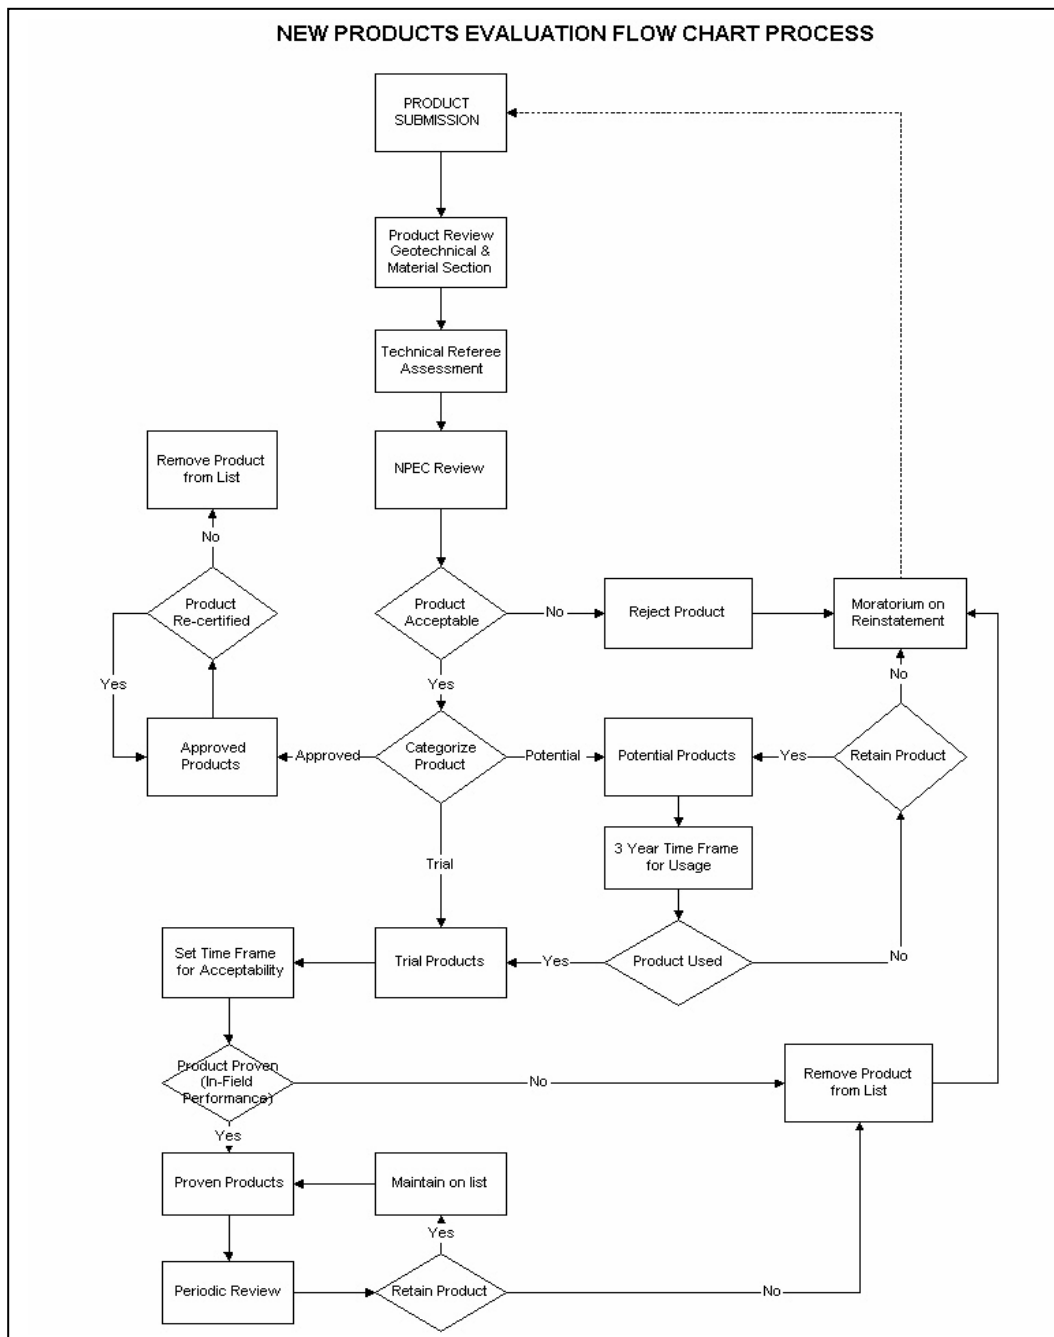 NEW PRODUCTS EVALUATION FLOW CHART PROCESS
PRODUCT
SUBMISSION
Product Review
Geotechnical &
Material Section
Technical Referee
Assessment
Remove Product
from List
NPEC Review
No
Product
Re-certified
Product
Acceptable
No
Reject Product
Moratorium on
Reinstatement
Yes
Yes
No
Approved
Products
Approved
Categorize
Product
Potential
Potential Products
Yes
Retain Product
3 Year Time Frame
for Usage
Trial
Set Time Frame
for Acceptability
Trial Products
Yes
Product Used
No
Product Proven
(In-Field
Performance)
No
Remove Product
from List
Yes
Proven Products
Maintain on list
Yes
Periodic Review
Retain Product
No